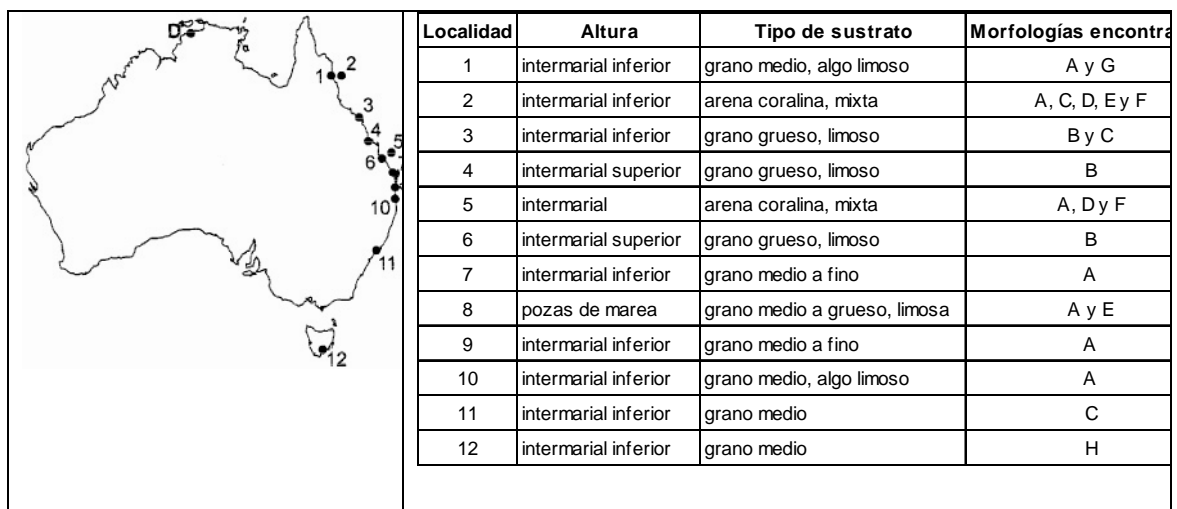 D
1 2
3
4
5
6
10
11
12
Localidad Altura Tipo de sustrato Morfologías encontra
1 intermarial inferior grano medio, algo limoso A y G
2 intermarial inferior arena coralina, mixta A, C, D, E y F
3 intermarial inferior grano grueso, limoso B y C
4 intermarial superior grano grueso, limoso B
5 intermarial arena coralina, mixta A, D y F
6 intermarial superior grano grueso, limoso B
7 intermarial inferior grano medio a fino A
8 pozas de marea grano medio a grueso, limosa A y E
9 intermarial inferior grano medio a fino A
10 intermarial inferior grano medio, algo limoso A
11 intermarial inferior grano medio C
12 intermarial inferior grano medio H